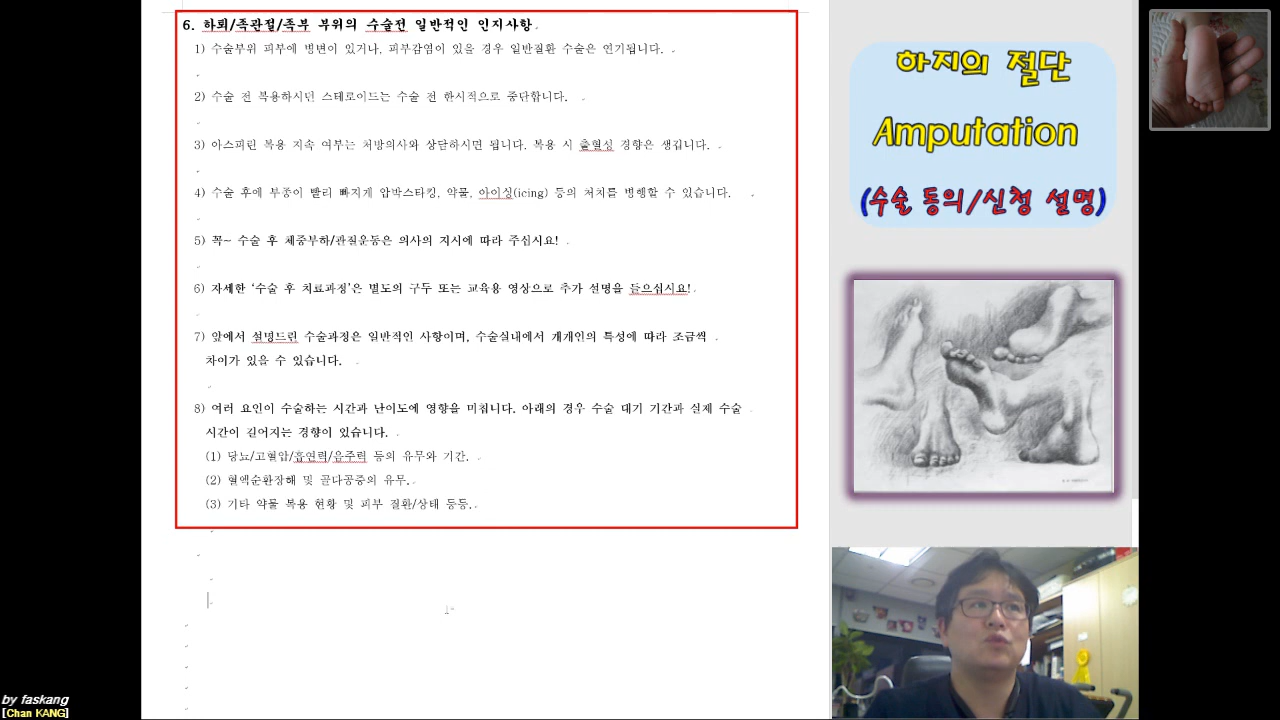 6. 하퇴/족관절/족부 부위의 수술전 일반적인 인지사항
1) 수술부위 피부에 병변이 있거나, 피부감염이 있을 경우 일반질환 수술은 연기됩니다.
2) 수술 전 복용하시던 스테로이드는 수술 전 한시적으로 중단합니다.
3) 아스피린 복용 지속 여부는 처방의사와 상담하시면 됩니다. 복용 시 출혈성 경향은 생깁니다.
4) 수술 후에 부종이 빨리 빠지게 압박스타킹, 약물, 아이싱(icing) 등의 처치를 병행할 수 있습니다.
5) 꼭~ 수술 후 체중부하/관절운동은 의사의 지시에 따라 주십시요!
6) 자세한 '수술 후 치료과정'은 별도의 구두 또는 교육용 영상으로 추가 설명을 들으십시요!
7) 앞에서 설명드린 수술과정은 일반적인 사항이며, 수술실내에서 개개인의 특성에 따라 조금씩
차이가 있을 수 있습니다.
8) 여러 요인이 수술하는 시간과 난이도에 영향을 미칩니다. 아래의 경우 수술 대기 기간과 실제 수술
시간이 길어지는 경향이 있습니다.
(1) 당뇨/고혈압/흡연력/음주력 등의 유무와 기간.
(2) 혈액순환장해 및 골다공증의 유무.
(3) 기타 약물 복용 현황 및 피부 질환/상태 등등.
하지의 절단
Amputation
(수술 동의/신청 설명)
by faskang
[Chan KANG]